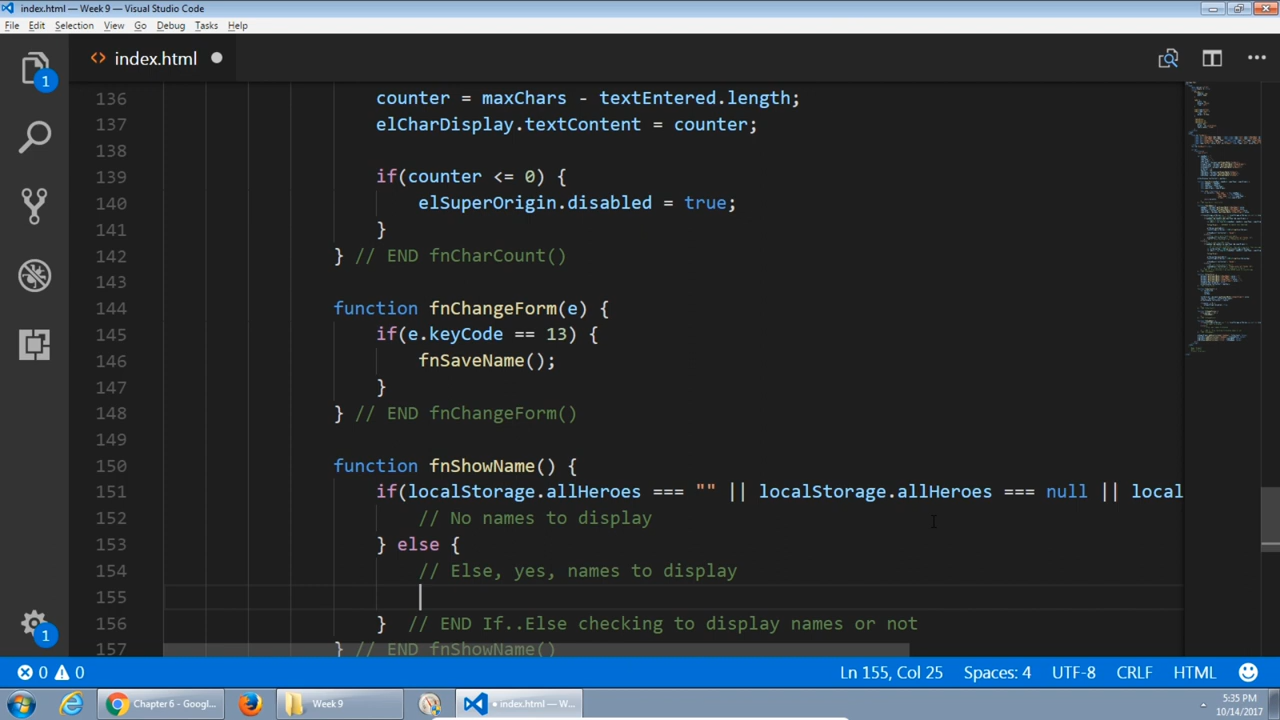 index.html — Week 9 — Visual Studio Code
File Edit Selection View Go Debug Tasks Help
1
<> index.html
136 counter = maxChars - textEntered.length;
137 elCharDisplay.textContent = counter;
138
139 if(counter <= 0) {
140 elSuperOrigin.disabled = true;
141 }
142 } // END fnCharCount()
143
144 function fnChangeForm(e) {
145 if(e.keyCode == 13) {
146 fnSaveName();
147 }
148 } // END fnChangeForm()
149
150 function fnShowName() {
151 if(localStorage.allHeroes === "" || localStorage.allHeroes === null || local
152 // No names to display
153 } else {
154 // Else, yes, names to display
155
156 } // END If..Else checking to display names or not
157 } // END fnShowName()
1
0 0 Ln 155, Col 25 Spaces: 4 UTF-8 CRLF HTML
Chapter 6 - Googl... Week 9 • index.html — W... 5:35 PM
10/14/2017